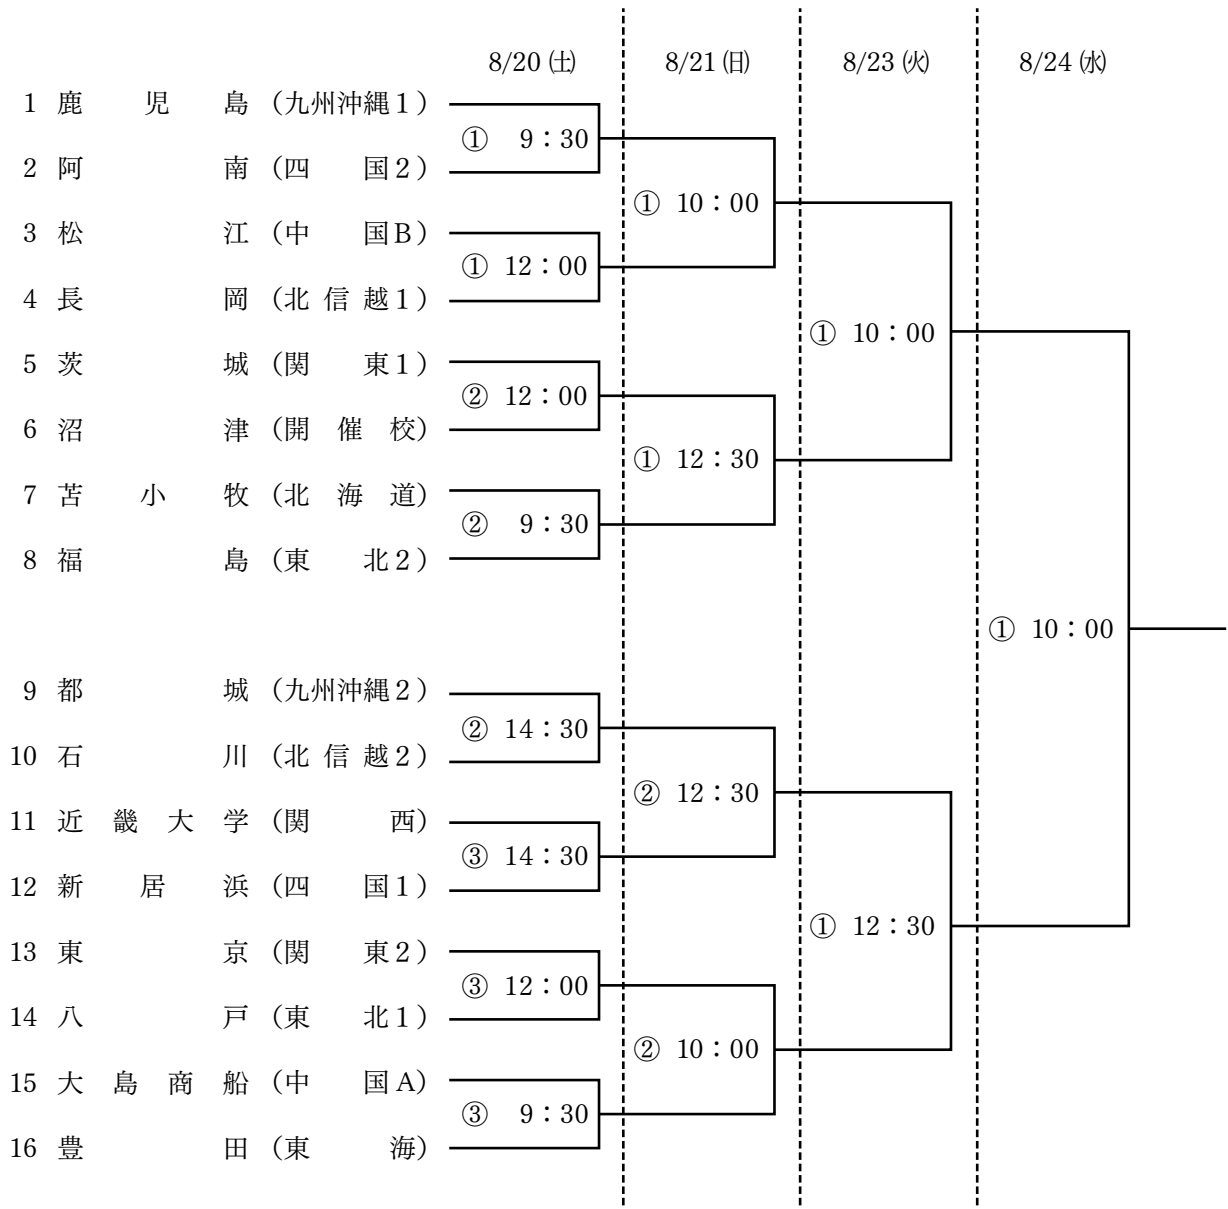 8/20 ㈯ 8/21 ㈰ 8/23 ㈫ 8/24 ㈬
1 鹿児島 (九州沖縄1)
① 9:30
2 阿南 (四国2)
① 10:00
3 松江 (中国B)
① 12:00
4 長岡 (北信越1)
① 10:00
5 茨城 (関東1)
② 12:00
6 沼津 (開催校)
① 12:30
7 苫小牧 (北海道)
② 9:30
8 福島 (東北2)
① 10:00
9 都城 (九州沖縄2)
② 14:30
10 石川 (北信越2)
② 12:30
11 近畿大学 (関西)
③ 14:30
12 新居浜 (四国1)
① 12:30
13 東京 (関東2)
③ 12:00
14 八戸 (東北1)
② 10:00
15 大島商船 (中国A)
③ 9:30
16 豊田 (東海)